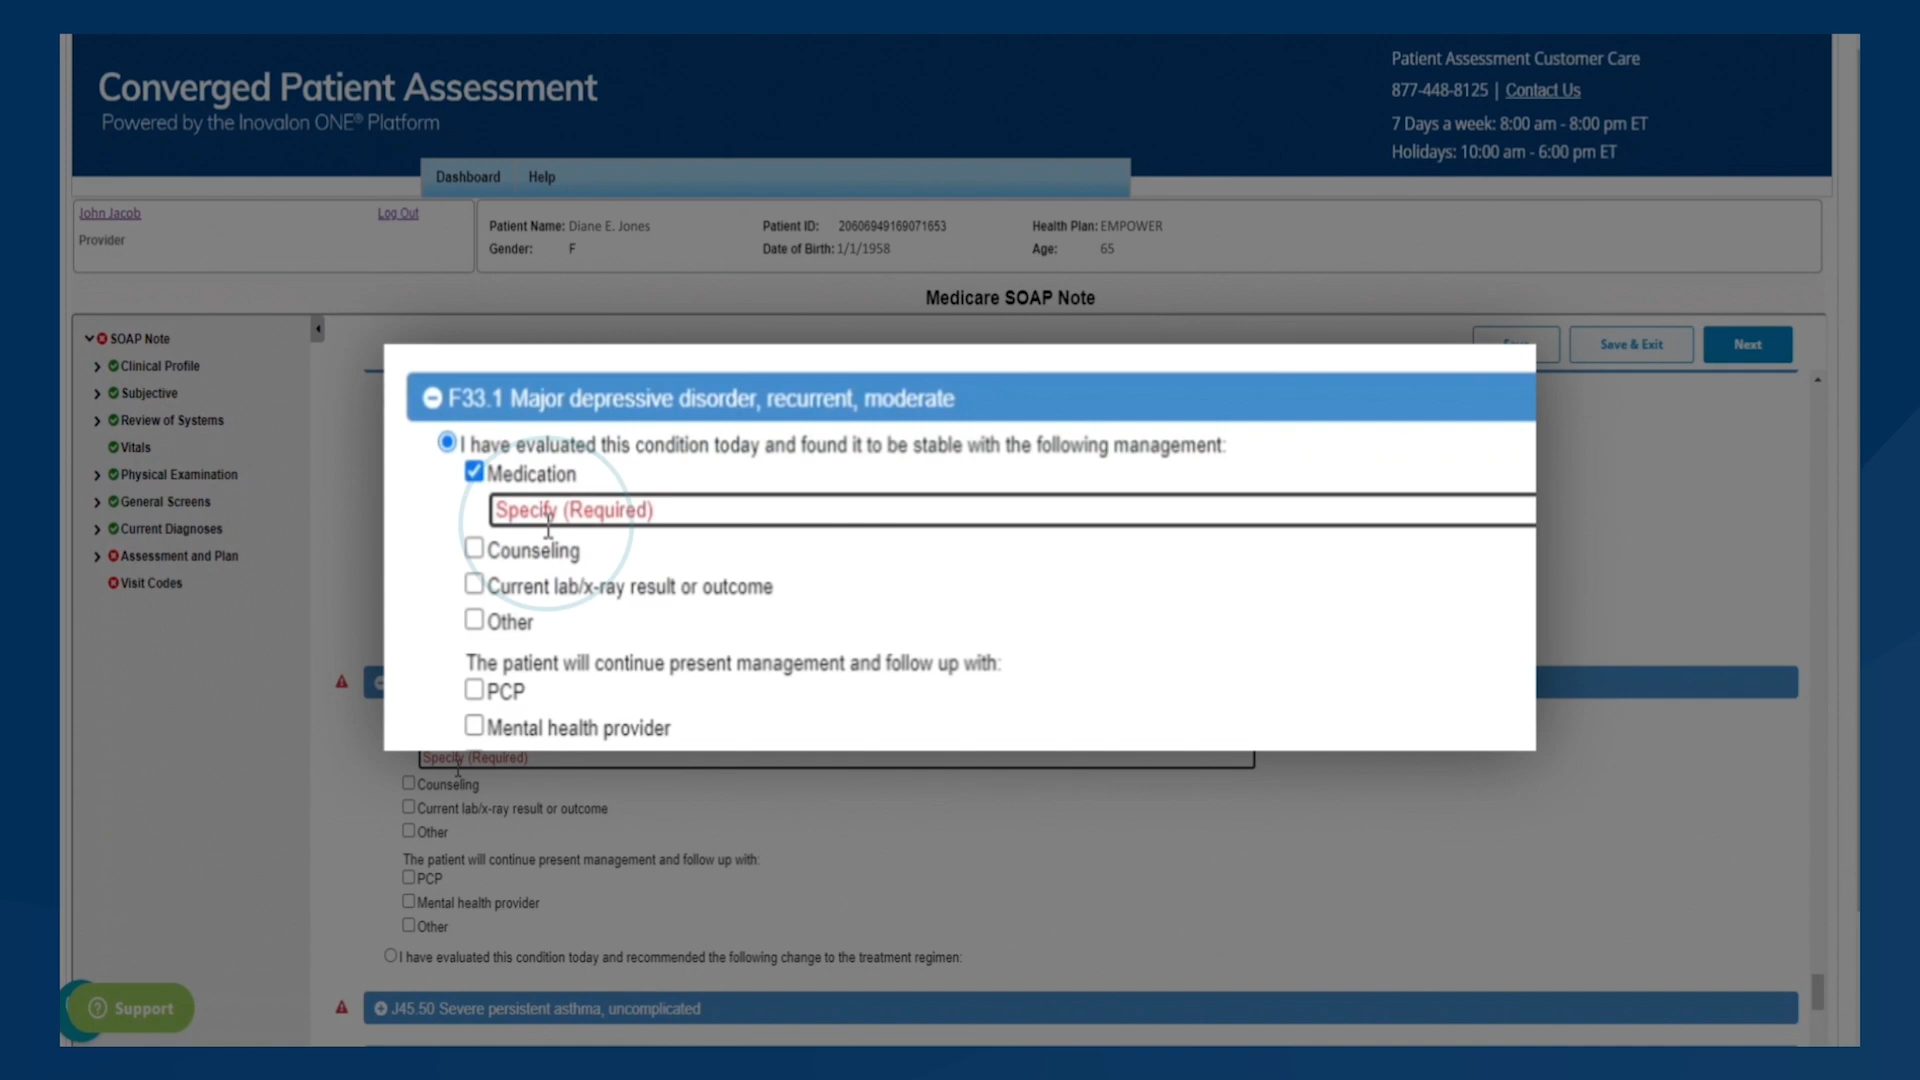 Converged Patient Assessment
Powered by the Inovalon ONE® Platform
Patient Assessment Customer Care
877-448-8125 | Contact Us
7 Days a week: 8:00 am - 8:00 pm ET
Holidays: 10:00 am - 6:00 pm ET
Dashboard Help
John Jacob Log Out
Provider
Patient Name: Diane E. Jones Patient ID: 20606949169071653 Health Plan: EMPOWER
Gender: F Date of Birth: 1/1/1958 Age: 65
Medicare SOAP Note
SOAP Note
Clinical Profile
Subjective
Review of Systems
Vitals
Physical Examination
General Screens
Current Diagnoses
Assessment and Plan
Visit Codes
Save Save & Exit Next
F33.1 Major depressive disorder, recurrent, moderate
I have evaluated this condition today and found it to be stable with the following management:
Medication
Specify (Required)
Counseling
Current lab/x-ray result or outcome
Other
The patient will continue present management and follow up with:
PCP
Mental health provider
Specify (Required)
Counseling
Current lab/x-ray result or outcome
Other
The patient will continue present management and follow up with:
PCP
Mental health provider
Other
I have evaluated this condition today and recommended the following change to the treatment regimen:
J45.50 Severe persistent asthma, uncomplicated
Support